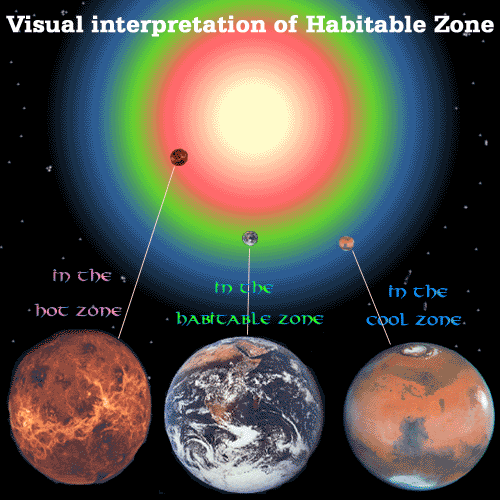 Visual interpretation of Habitable Zone
in the
hot zone
in the
habitable zone
in the
cool zone